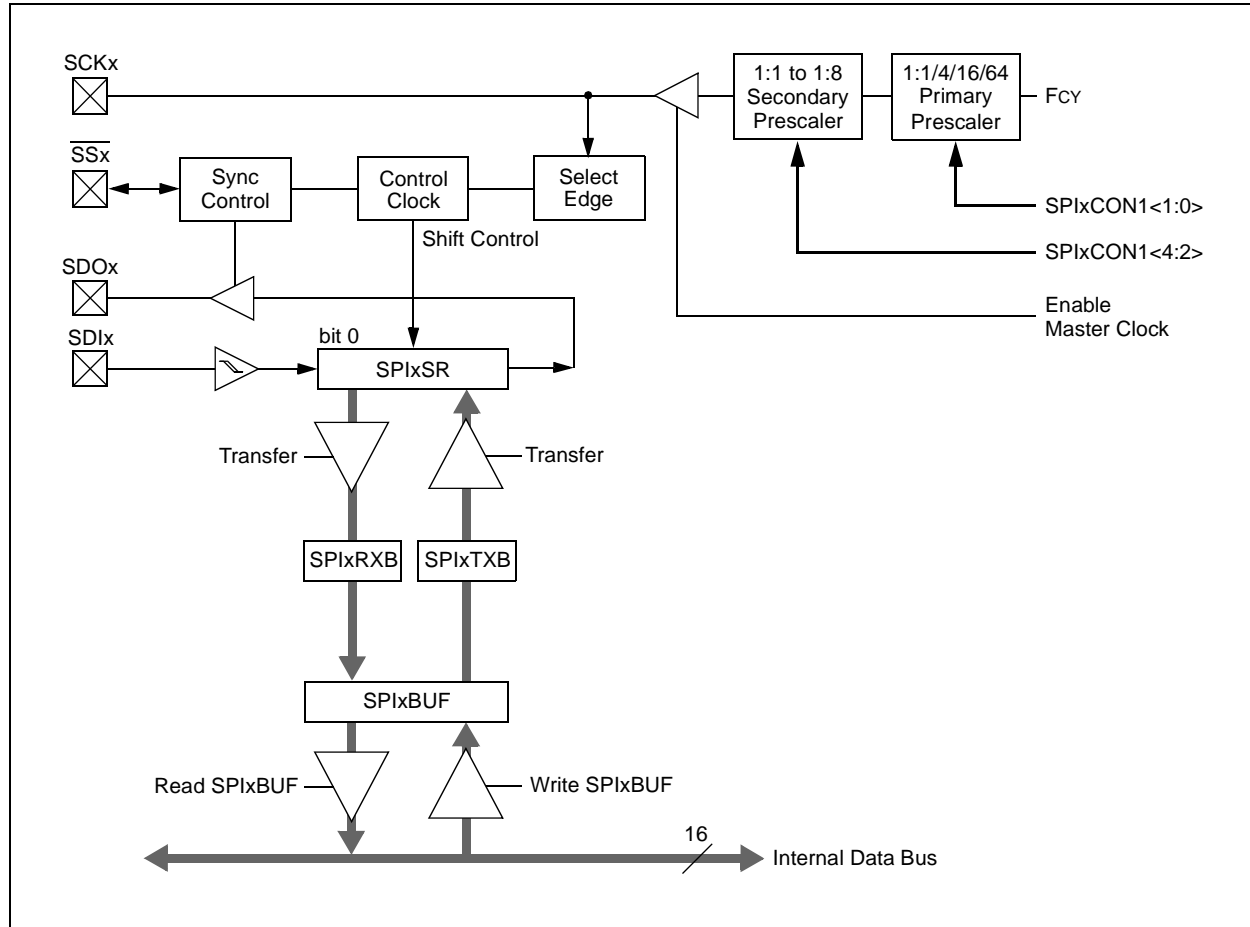 SCKx
1:1 to 1:8
Secondary
Prescaler
1:1/4/16/64
Primary
Prescaler
FCY
SSx
Sync
Control
Control
Clock
Select
Edge
SPIxCON1<1:0>
Shift Control
SPIxCON1<4:2>
SDOx
Enable
Master Clock
SDIx
bit 0
SPIxSR
Transfer
Transfer
SPIxRXB
SPIxTXB
SPIxBUF
Read SPIxBUF
Write SPIxBUF
16
Internal Data Bus